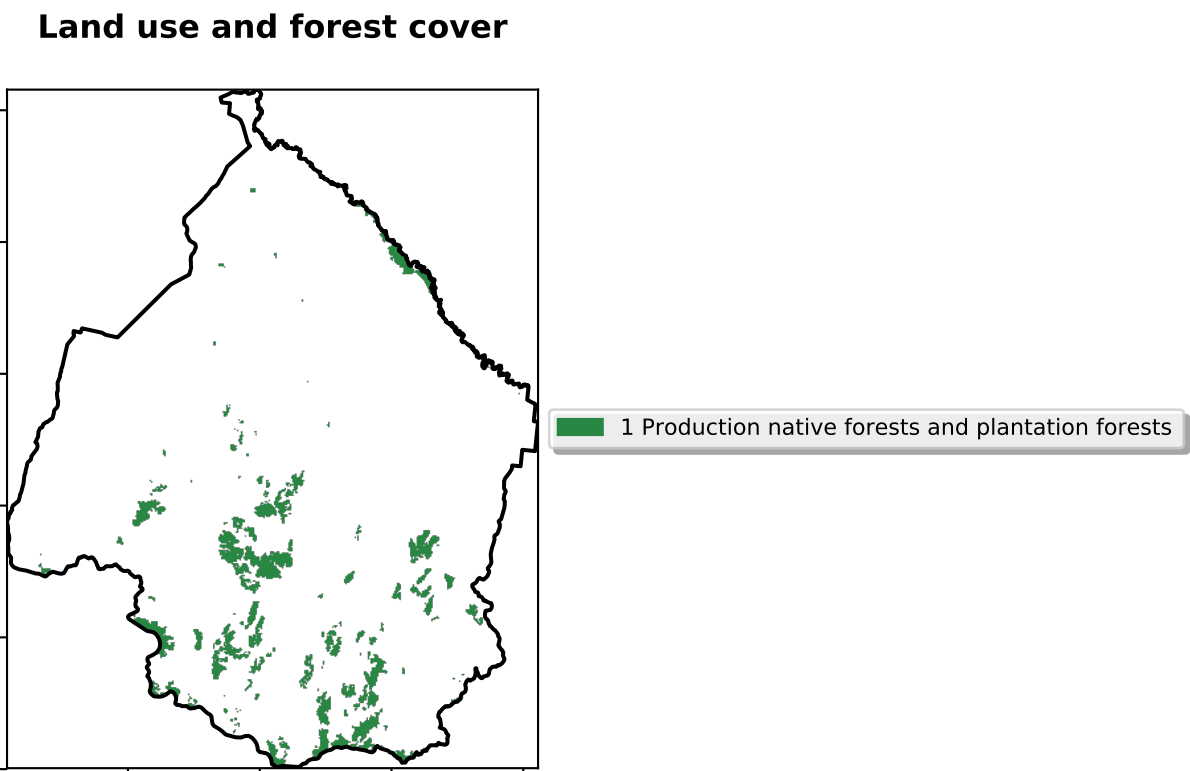 Land use and forest cover
1 Production native forests and plantation forests